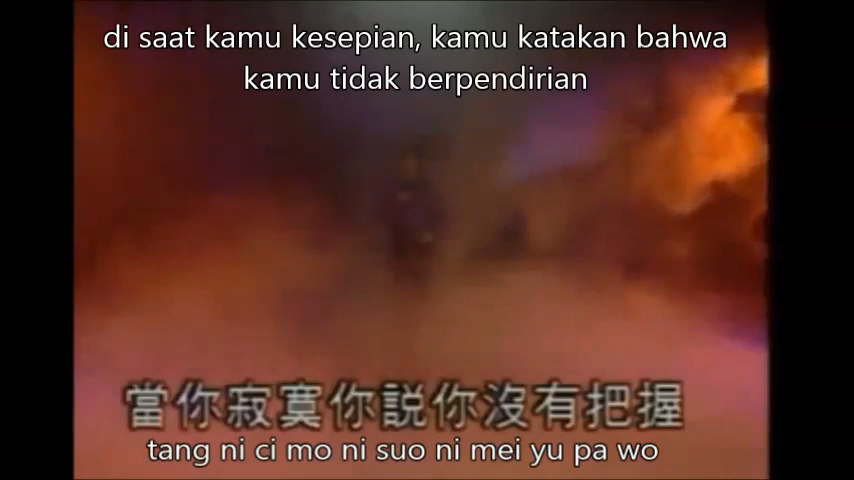 di saat kamu kesepian, kamu katakan bahwa
kamu tidak berpendirian
當你寂寞你説你沒有把握
tang ni ci mo ni suo ni mei yu pa wo